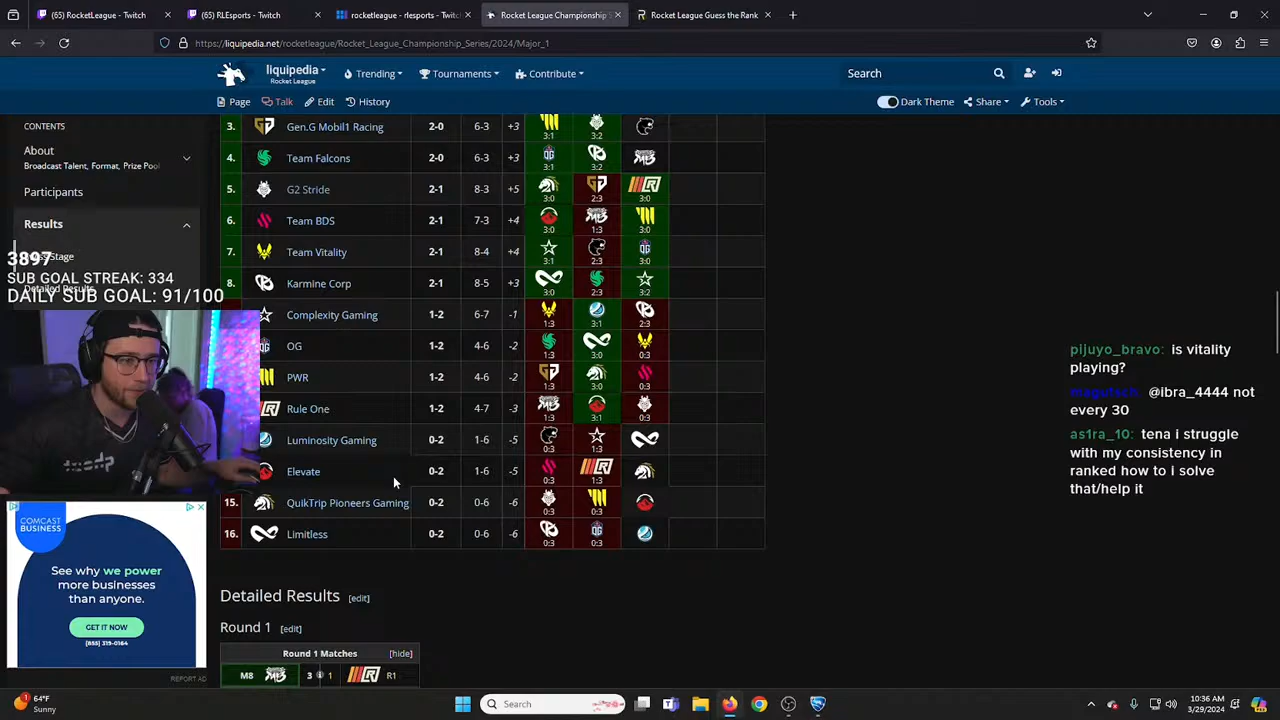 (65) RocketLeague - Twitch
(65) RLEsports - Twitch
rocketleague - rlesports - Twitc
Rocket League Championship S
Rocket League Guess the Rank
https://liquipedia.net/rocketleague/Rocket_League_Championship_Series/2024/Major_1
liquipedia
Rocket League
Trending
Tournaments
Contribute
Search
Page
Talk
Edit
History
Dark Theme
Share
Tools
CONTENTS
About
Broadcast Talent, Format, Prize Pool
Participants
Results
Stage
Detailed Results
3897
SUB GOAL STREAK: 334
DAILY SUB GOAL: 91/100
3. Gen.G Mobil1 Racing 2-0 6-3 +3 3:1 3:2
4. Team Falcons 2-0 6-3 +3 3:1 3:2
5. G2 Stride 2-1 8-3 +5 3:0 2:3 3:0
6. Team BDS 2-1 7-3 +4 3:0 1:3 3:0
7. Team Vitality 2-1 8-4 +4 3:1 2:3 3:0
8. Karmine Corp 2-1 8-5 +3 3:0 2:3 3:2
Complexity Gaming 1-2 6-7 -1 1:3 3:1 2:3
OG 1-2 4-6 -2 1:3 3:0 0:3
PWR 1-2 4-6 -2 1:3 3:0 0:3
Rule One 1-2 4-7 -3 1:3 3:1 0:3
Luminosity Gaming 0-2 1-6 -5 0:3 1:3
Elevate 0-2 1-6 -5 0:3 1:3
15. QuikTrip Pioneers Gaming 0-2 0-6 -6 0:3 0:3
16. Limitless 0-2 0-6 -6 0:3 0:3
Detailed Results [edit]
Round 1 [edit]
Round 1 Matches [hide]
M8 3 1 R1
pijuyo_bravo: is vitality
playing?
magutsch: @ibra_4444 not
every 30
as1ra_10: tena i struggle
with my consistency in
ranked how to i solve
that/help it
COMCAST
BUSINESS
See why we power
more businesses
than anyone.
GET IT NOW
(855) 319-0164
REPORT AD
64°F
Sunny
Search
10:36 AM
3/29/2024